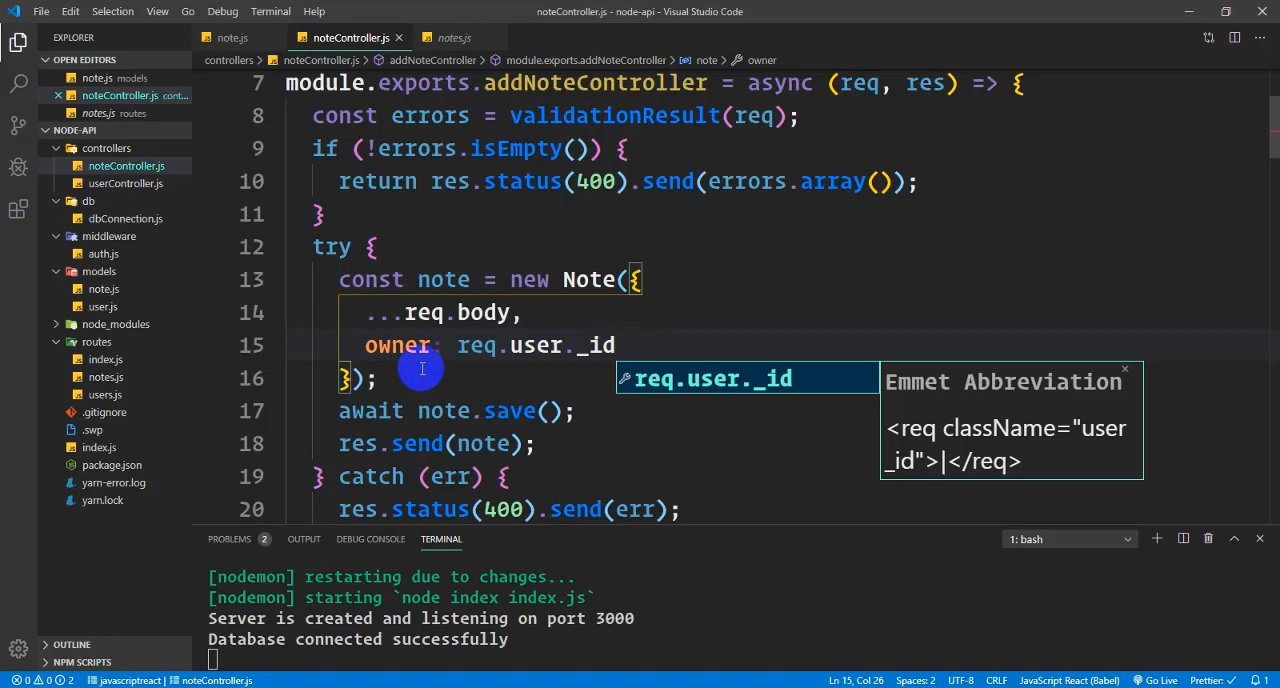 File Edit Selection View Go Debug Terminal Help noteController.js - node-api - Visual Studio Code
EXPLORER
OPEN EDITORS
note.js models
noteController.js cont...
notes.js routes
NODE-API
controllers
noteController.js
userController.js
db
dbConnection.js
middleware
auth.js
models
note.js
user.js
node_modules
routes
index.js
notes.js
users.js
.gitignore
.swp
index.js
package.json
yarn-error.log
yarn.lock
OUTLINE
NPM SCRIPTS
note.js noteController.js notes.js
controllers > noteController.js > addNoteController > module.exports.addNoteController > note > owner
7 module.exports.addNoteController = async (req, res) => {
8 const errors = validationResult(req);
9 if (!errors.isEmpty()) {
10 return res.status(400).send(errors.array());
11 }
12 try {
13 const note = new Note({
14 ...req.body,
15 owner: req.user._id
16 });
17 await note.save();
18 res.send(note);
19 } catch (err) {
20 res.status(400).send(err);
req.user._id
Emmet Abbreviation
<req className="user
_id">|</req>
PROBLEMS 2 OUTPUT DEBUG CONSOLE TERMINAL 1: bash
[nodemon] restarting due to changes...
[nodemon] starting `node index index.js`
Server is created and listening on port 3000
Database connected successfully
0 0 2 javascriptreact | noteController.js Ln 15, Col 26 Spaces: 2 UTF-8 CRLF JavaScript React (Babel) Go Live Prettier: ✓ 1